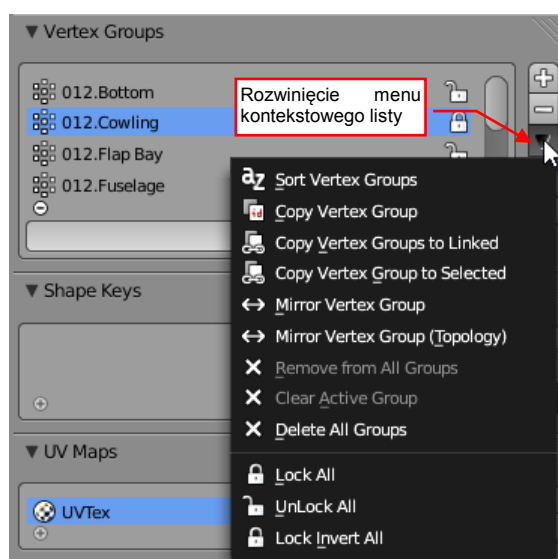 Vertex Groups
012.Bottom
012.Cowling
012.Flap Bay
012.Fuselage
Rozwinięcie menu
kontekstowego listy
Sort Vertex Groups
Copy Vertex Group
Copy Vertex Groups to Linked
Copy Vertex Group to Selected
Mirror Vertex Group
Mirror Vertex Group (Topology)
Remove from All Groups
Clear Active Group
Delete All Groups
Lock All
UnLock All
Lock Invert All
Shape Keys
UV Maps
UVTex